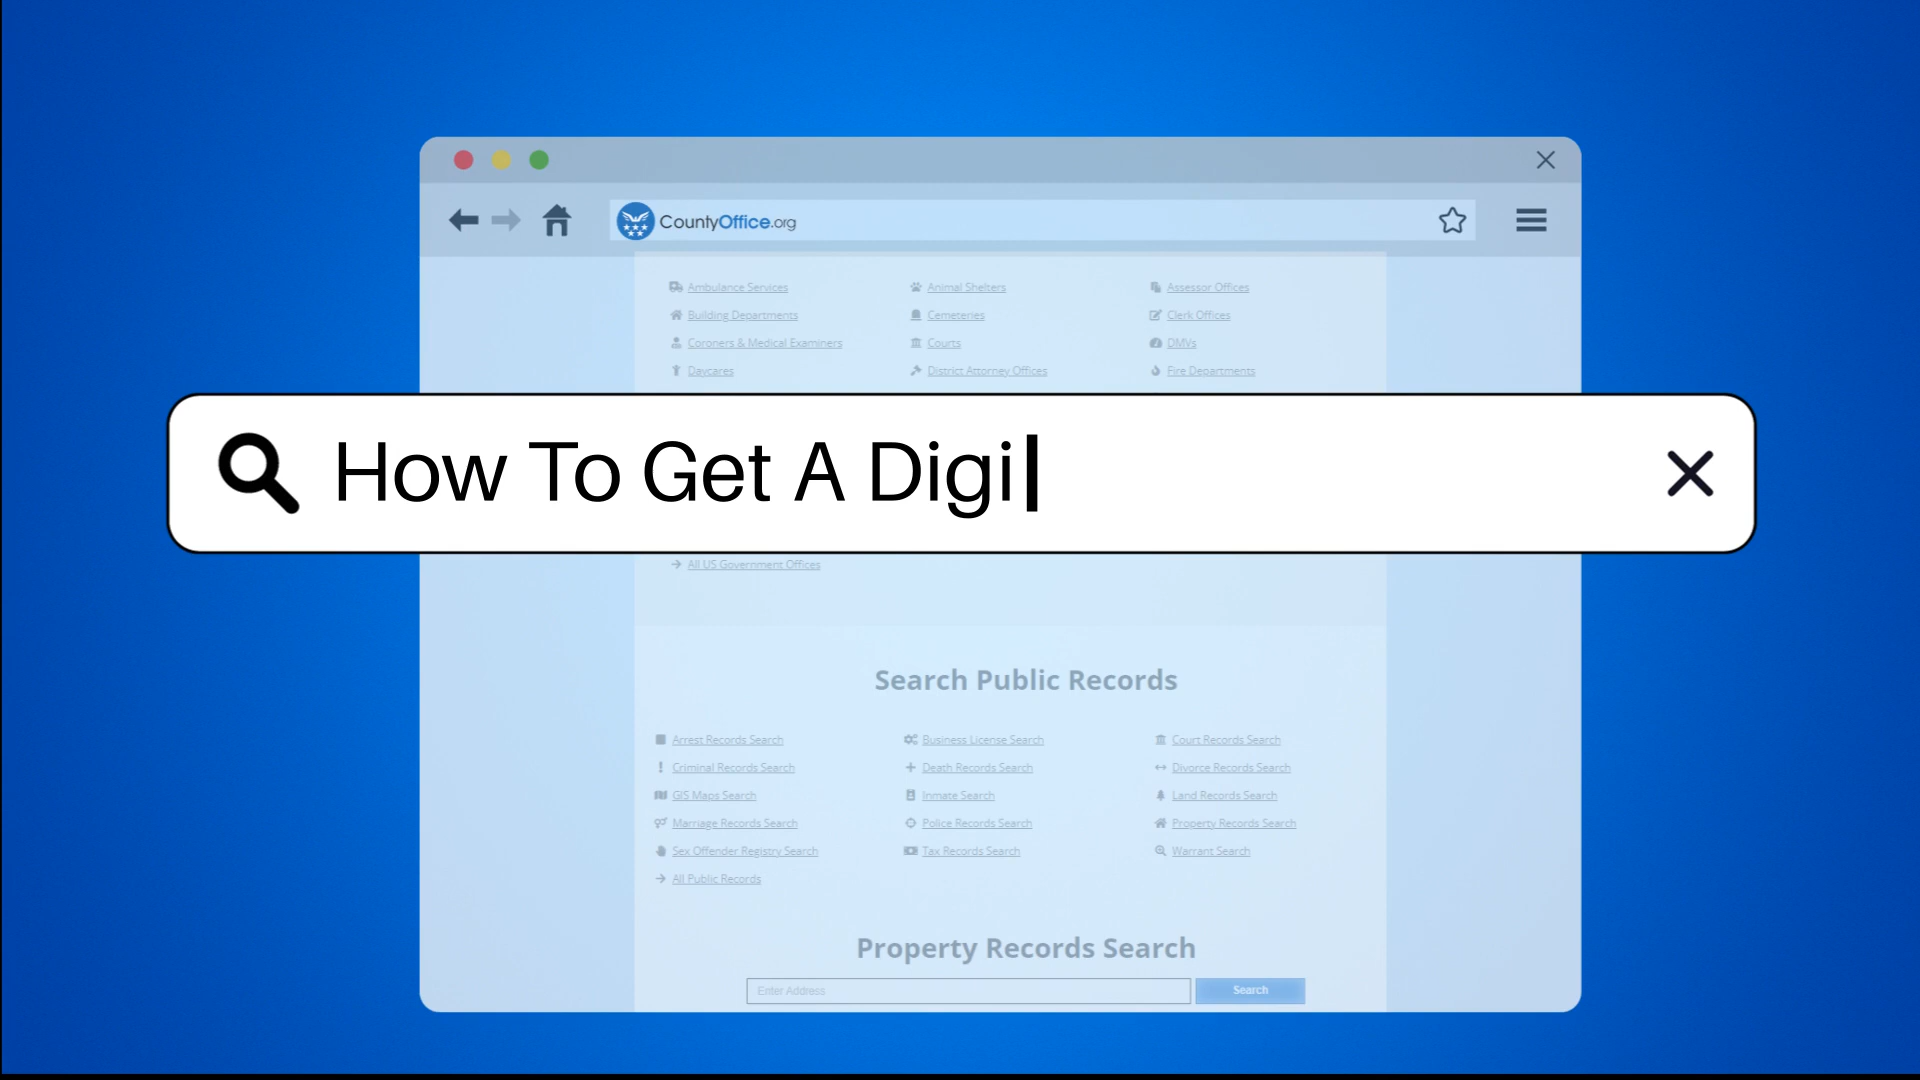 CountyOffice.org
Ambulance Services Animal Shelters Assessor Offices
Building Departments Cemeteries Clerk Offices
Coroners & Medical Examiners Courts DMVs
Daycares District Attorney Offices Fire Departments
How To Get A Digi
All US Government Offices
Search Public Records
Arrest Records Search Business License Search Court Records Search
Criminal Records Search Death Records Search Divorce Records Search
GIS Maps Search Inmate Search Land Records Search
Marriage Records Search Police Records Search Property Records Search
Sex Offender Registry Search Tax Records Search Warrant Search
All Public Records
Property Records Search
Enter Address Search